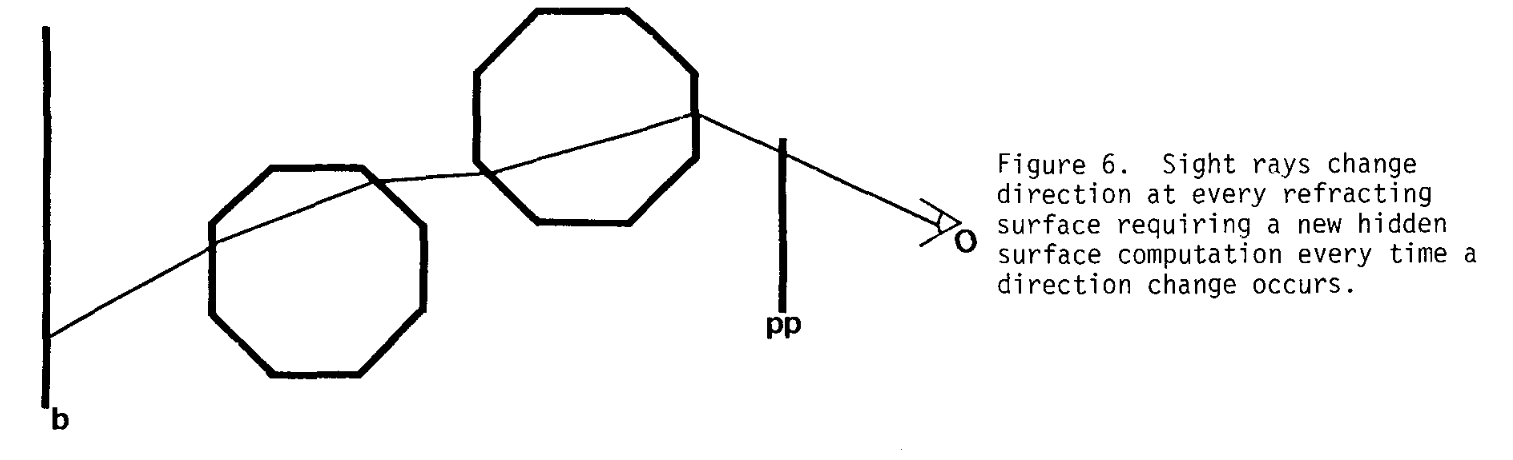 Figure 6.  Sight rays change
direction at every refracting
surface requiring a new hidden
surface computation every time a
direction change occurs.
O
pp
b